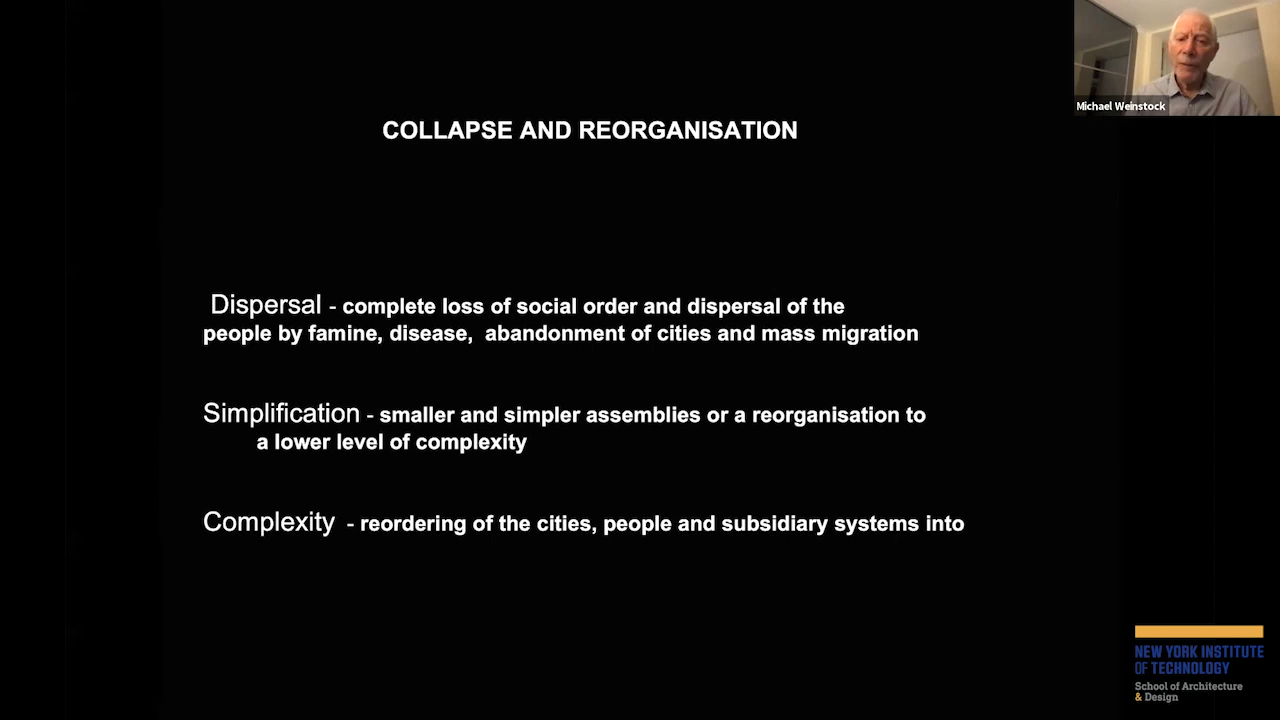 Michael Weinstock
COLLAPSE AND REORGANISATION
Dispersal - complete loss of social order and dispersal of the
people by famine, disease, abandonment of cities and mass migration
Simplification - smaller and simpler assemblies or a reorganisation to
a lower level of complexity
Complexity - reordering of the cities, people and subsidiary systems into
NEW YORK INSTITUTE
OF TECHNOLOGY
School of Architecture
& Design